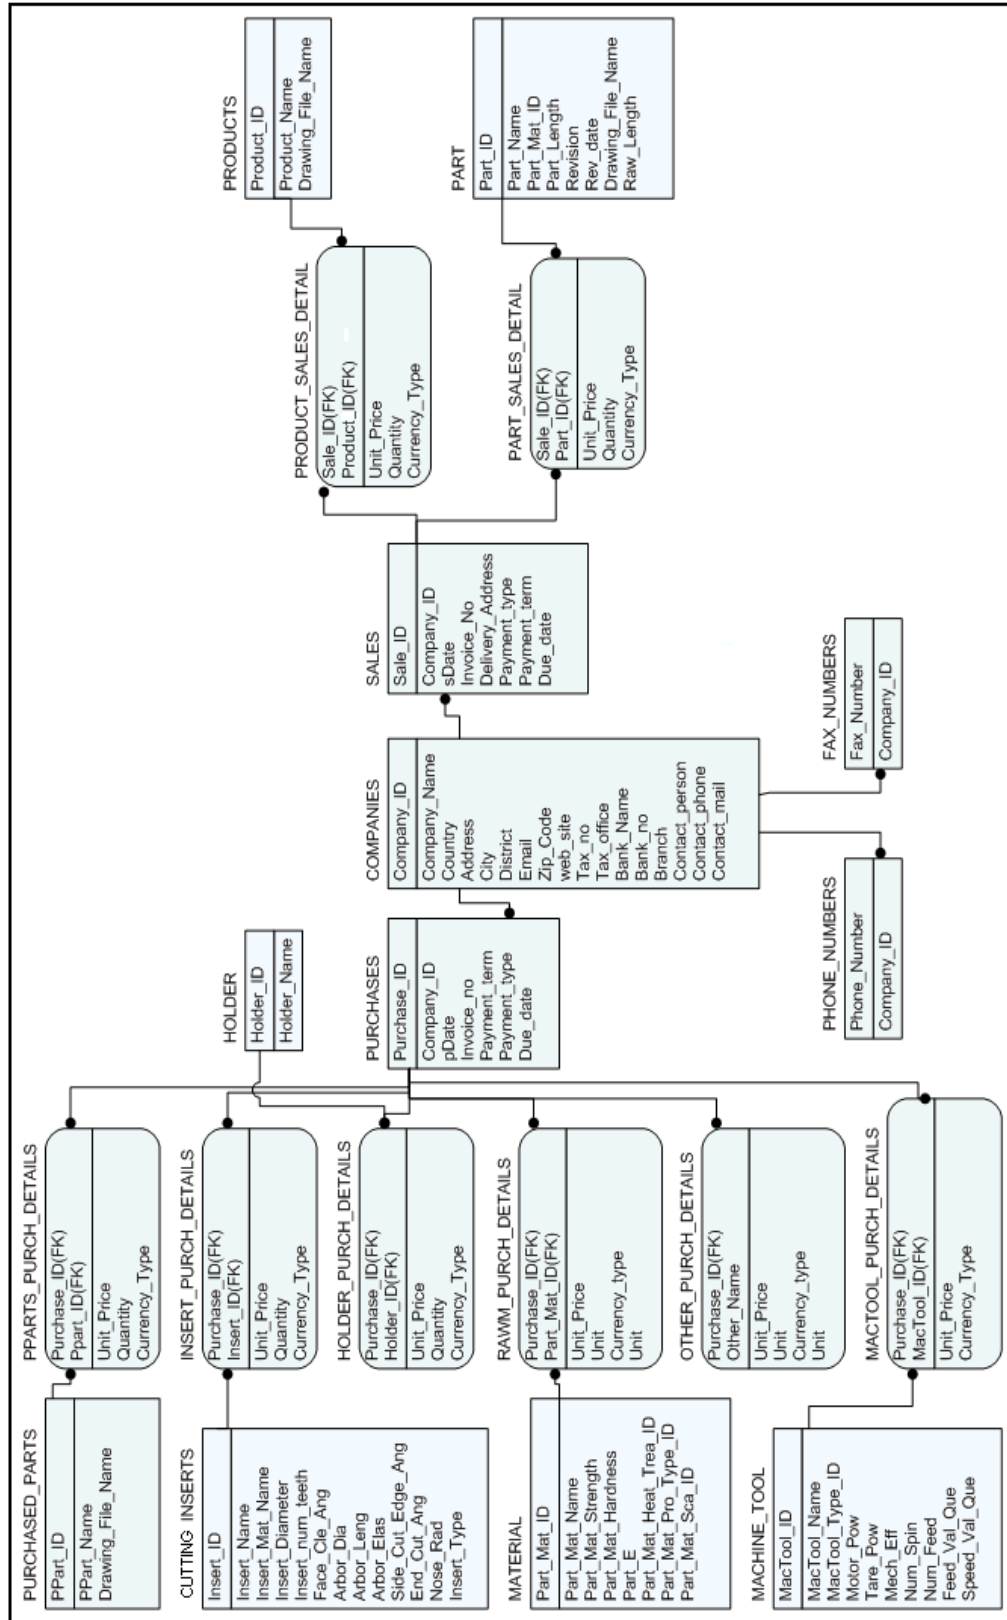 PURCHASED_PARTS
PPart_ID
PPart_Name
Drawing_File_Name
CUTTING INSERTS
Insert_ID
Insert_Name
Insert_Mat_Name
Insert_Diameter
Insert_num_teeth
Face_Cle_Ang
Arbor_Dia
Arbor_Leng
Arbor_Elas
Side_Cut_Edge_Ang
End_Cut_Ang
Nose_Rad
Insert_Type
MATERIAL
Part_Mat_ID
Part_Mat_Name
Part_Mat_Strength
Part_Mat_Hardness
Part_E
Part_Mat_Heat_Trea_ID
Part_Mat_Pro_Type_ID
Part_Mat_Sca_ID
MACHINE_TOOL
MacTool_ID
MacTool_Name
MacTool_Type_ID
Motor_Pow
Tare_Pow
Mech_Eff
Num_Spin
Num_Feed
Feed_Val_Que
Speed_Val_Que
PPARTS_PURCH_DETAILS
Purchase_ID(FK)
Ppart_ID(FK)
Unit_Price
Quantity
Currency_Type
INSERT_PURCH_DETAILS
Purchase_ID(FK)
Insert_ID(FK)
Unit_Price
Quantity
Currency_Type
HOLDER_PURCH_DETAILS
Purchase_ID(FK)
Holder_ID(FK)
Unit_Price
Quantity
Currency_Type
RAWM_PURCH_DETAILS
Purchase_ID(FK)
Part_Mat_ID(FK)
Unit_Price
Unit
Currency_type
Unit
OTHER_PURCH_DETAILS
Purchase_ID(FK)
Other_Name
Unit_Price
Unit
Currency_type
Unit
MACTOOL_PURCH_DETAILS
Purchase_ID(FK)
MacTool_ID(FK)
Unit_Price
Currency_Type
HOLDER
Holder_ID
Holder_Name
PURCHASES
Purchase_ID
Company_ID
pDate
Invoice_no
Payment_term
Payment_type
Due_date
COMPANIES
Company_ID
Company_Name
Country
Address
City
District
Email
Zip_Code
web_site
Tax_no
Tax_office
Bank_Name
Bank_no
Branch
Contact_person
Contact_phone
Contact_mail
PHONE_NUMBERS
Phone_Number
Company_ID
FAX_NUMBERS
Fax_Number
Company_ID
SALES
Sale_ID
Company_ID
sDate
Invoice_No
Delivery_Address
Payment_type
Payment_term
Due_date
PRODUCT_SALES_DETAIL
Sale_ID(FK)
Product_ID(FK)
Unit_Price
Quantity
Currency_Type
PART_SALES_DETAIL
Sale_ID(FK)
Part_ID(FK)
Unit_Price
Quantity
Currency_Type
PRODUCTS
Product_ID
Product_Name
Drawing_File_Name
PART
Part_ID
Part_Name
Part_Mat_ID
Part_Length
Revision
Rev_date
Drawing_File_Name
Raw_Length